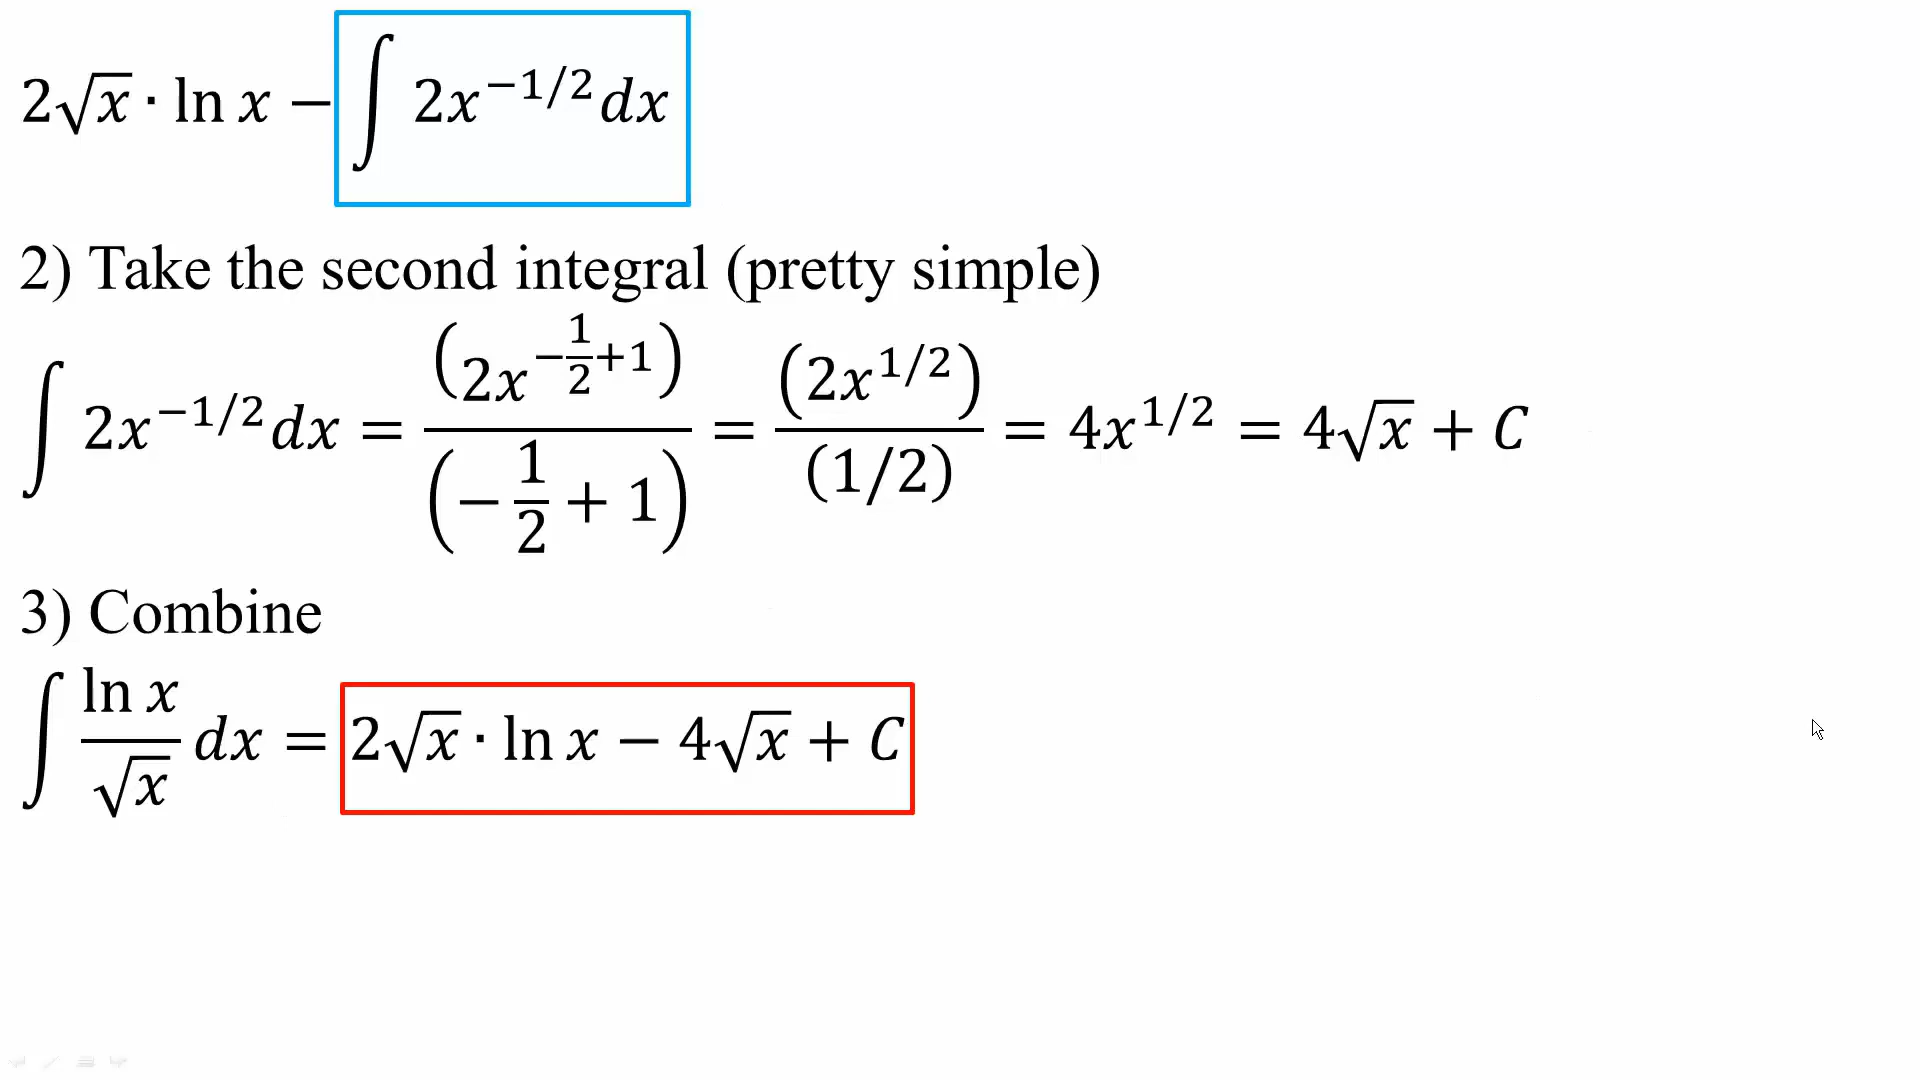 2√x · ln x − ∫ 2x^{−1/2} dx
2) Take the second integral (pretty simple)
∫ 2x^{−1/2} dx = (2x^{−1/2+1}) / (−1/2 + 1) = (2x^{1/2}) / (1/2) = 4x^{1/2} = 4√x + C
3) Combine
∫ ln x / √x dx = 2√x · ln x − 4√x + C